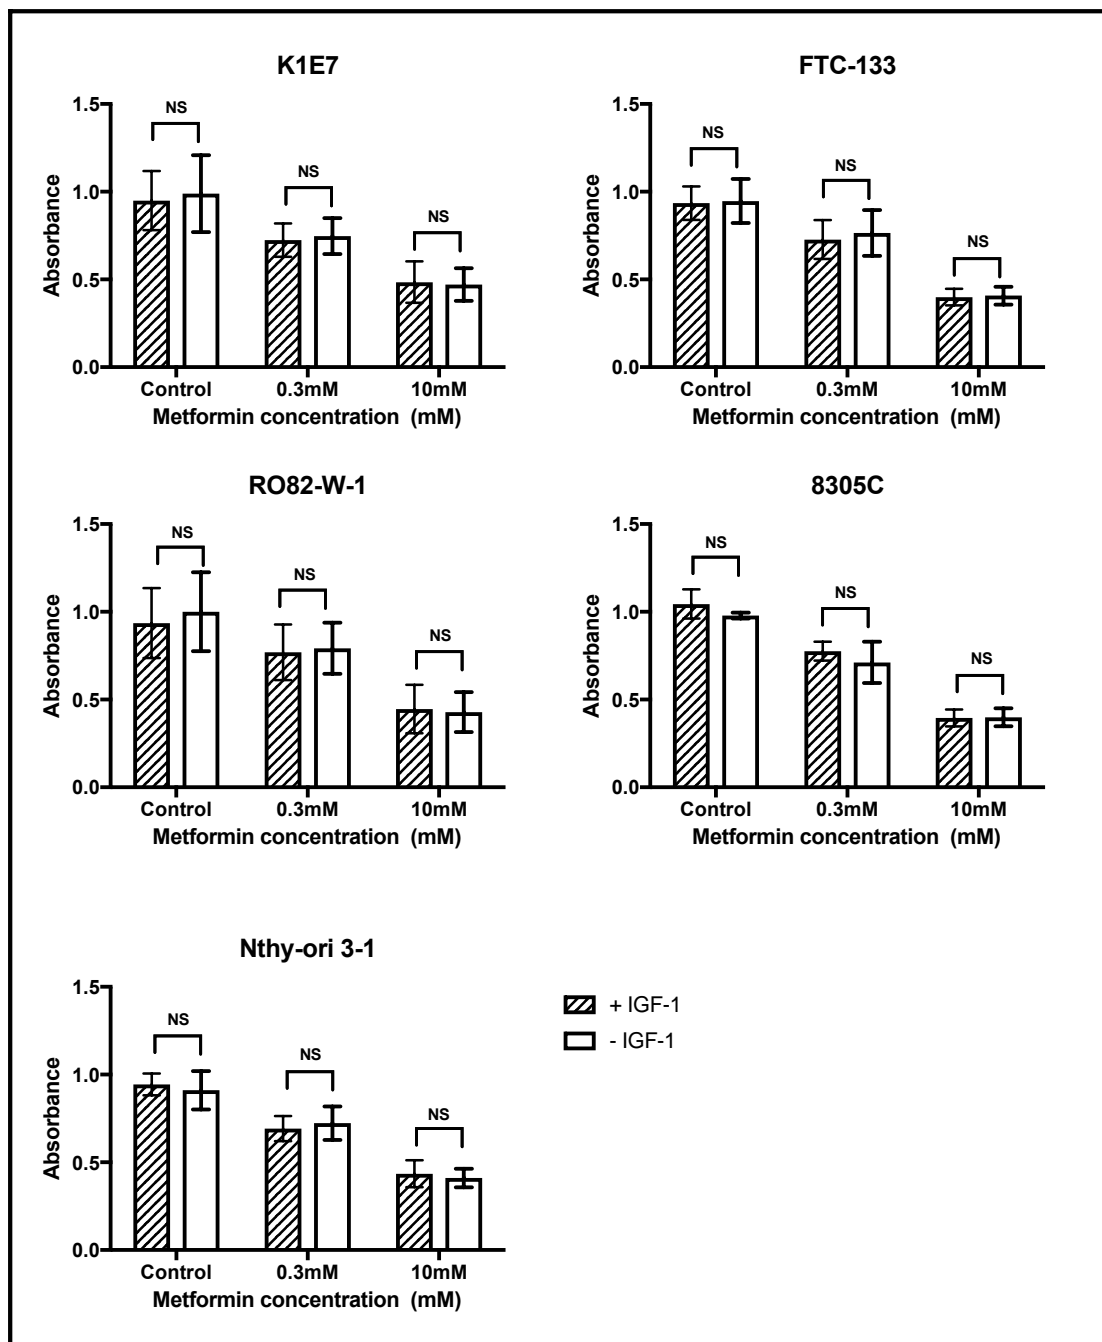 K1E7
1.5
1.0
0.5
0.0
Absorbance
NS
NS
NS
Control 0.3mM 10mM
Metformin concentration (mM)
FTC-133
1.5
1.0
0.5
0.0
Absorbance
NS
NS
NS
Control 0.3mM 10mM
Metformin concentration (mM)
RO82-W-1
1.5
1.0
0.5
0.0
Absorbance
NS
NS
NS
Control 0.3mM 10mM
Metformin concentration (mM)
8305C
1.5
1.0
0.5
0.0
Absorbance
NS
NS
NS
Control 0.3mM 10mM
Metformin concentration (mM)
Nthy-ori 3-1
1.5
1.0
0.5
0.0
Absorbance
NS
NS
NS
Control 0.3mM 10mM
Metformin concentration (mM)
+ IGF-1
- IGF-1